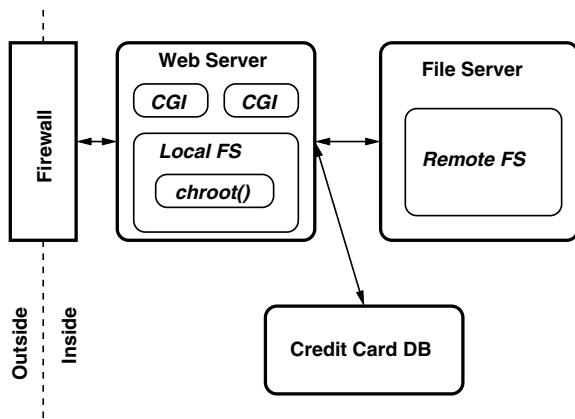 Web Server
File Server
CGI
CGI
Firewall
Local FS
chroot()
Remote FS
Outside
Inside
Credit Card DB